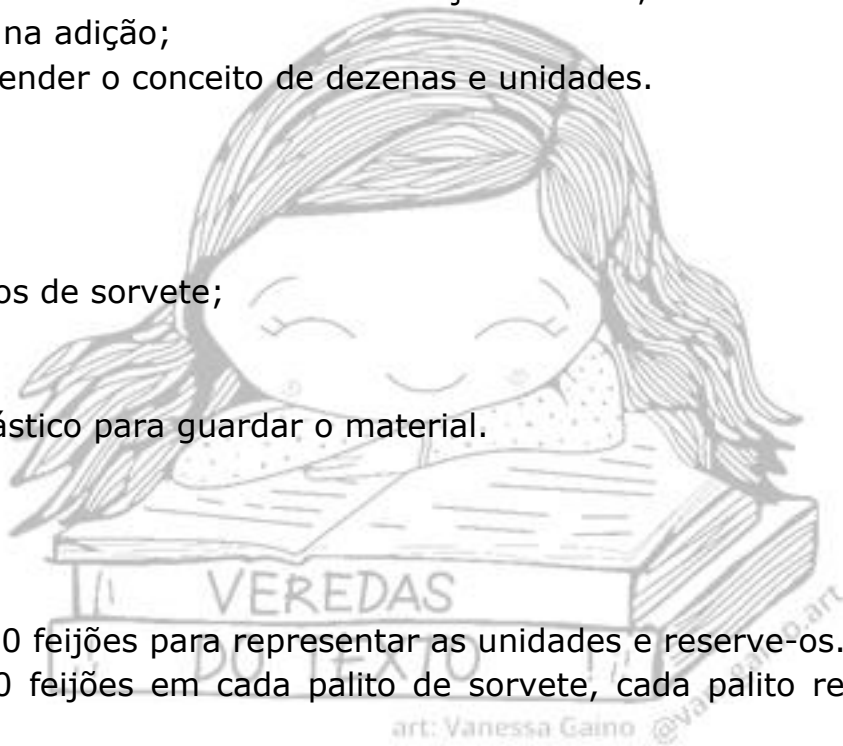 na adição;
ender o conceito de dezenas e unidades.
os de sorvete;
ástico para guardar o material.
VEREDAS
0 feijões para representar as unidades e reserve-os.
DO TEXTO
0 feijões em cada palito de sorvete, cada palito re
art: Vanessa Gaino